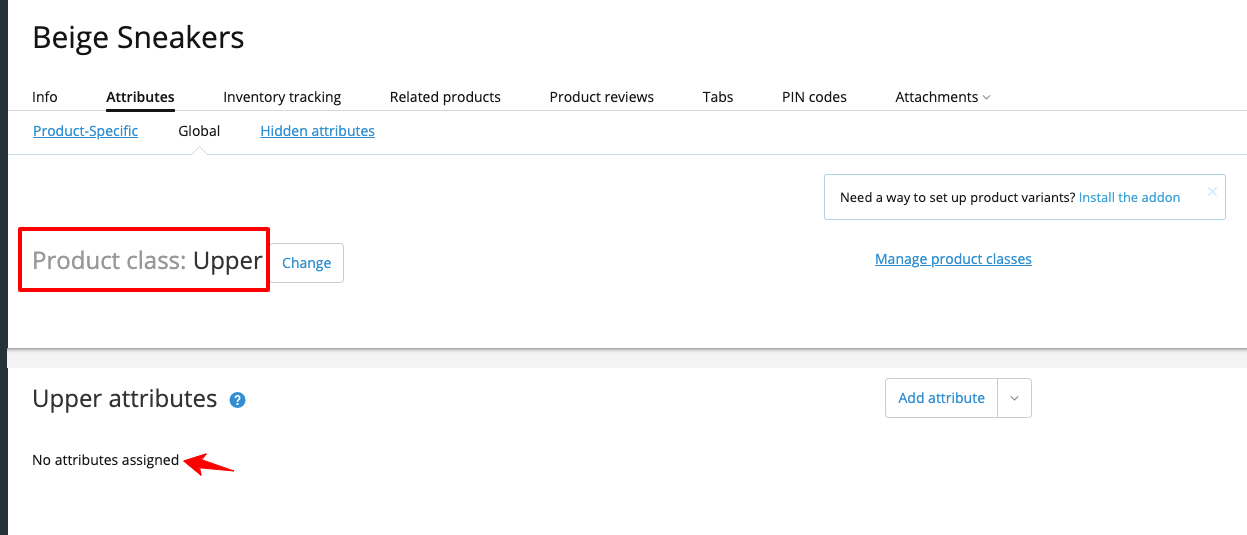 Beige Sneakers
Info Attributes Inventory tracking Related products Product reviews Tabs PIN codes Attachments
Product-Specific Global Hidden attributes
Need a way to set up product variants? Install the addon
Product class: Upper Change Manage product classes
Upper attributes ? Add attribute
No attributes assigned